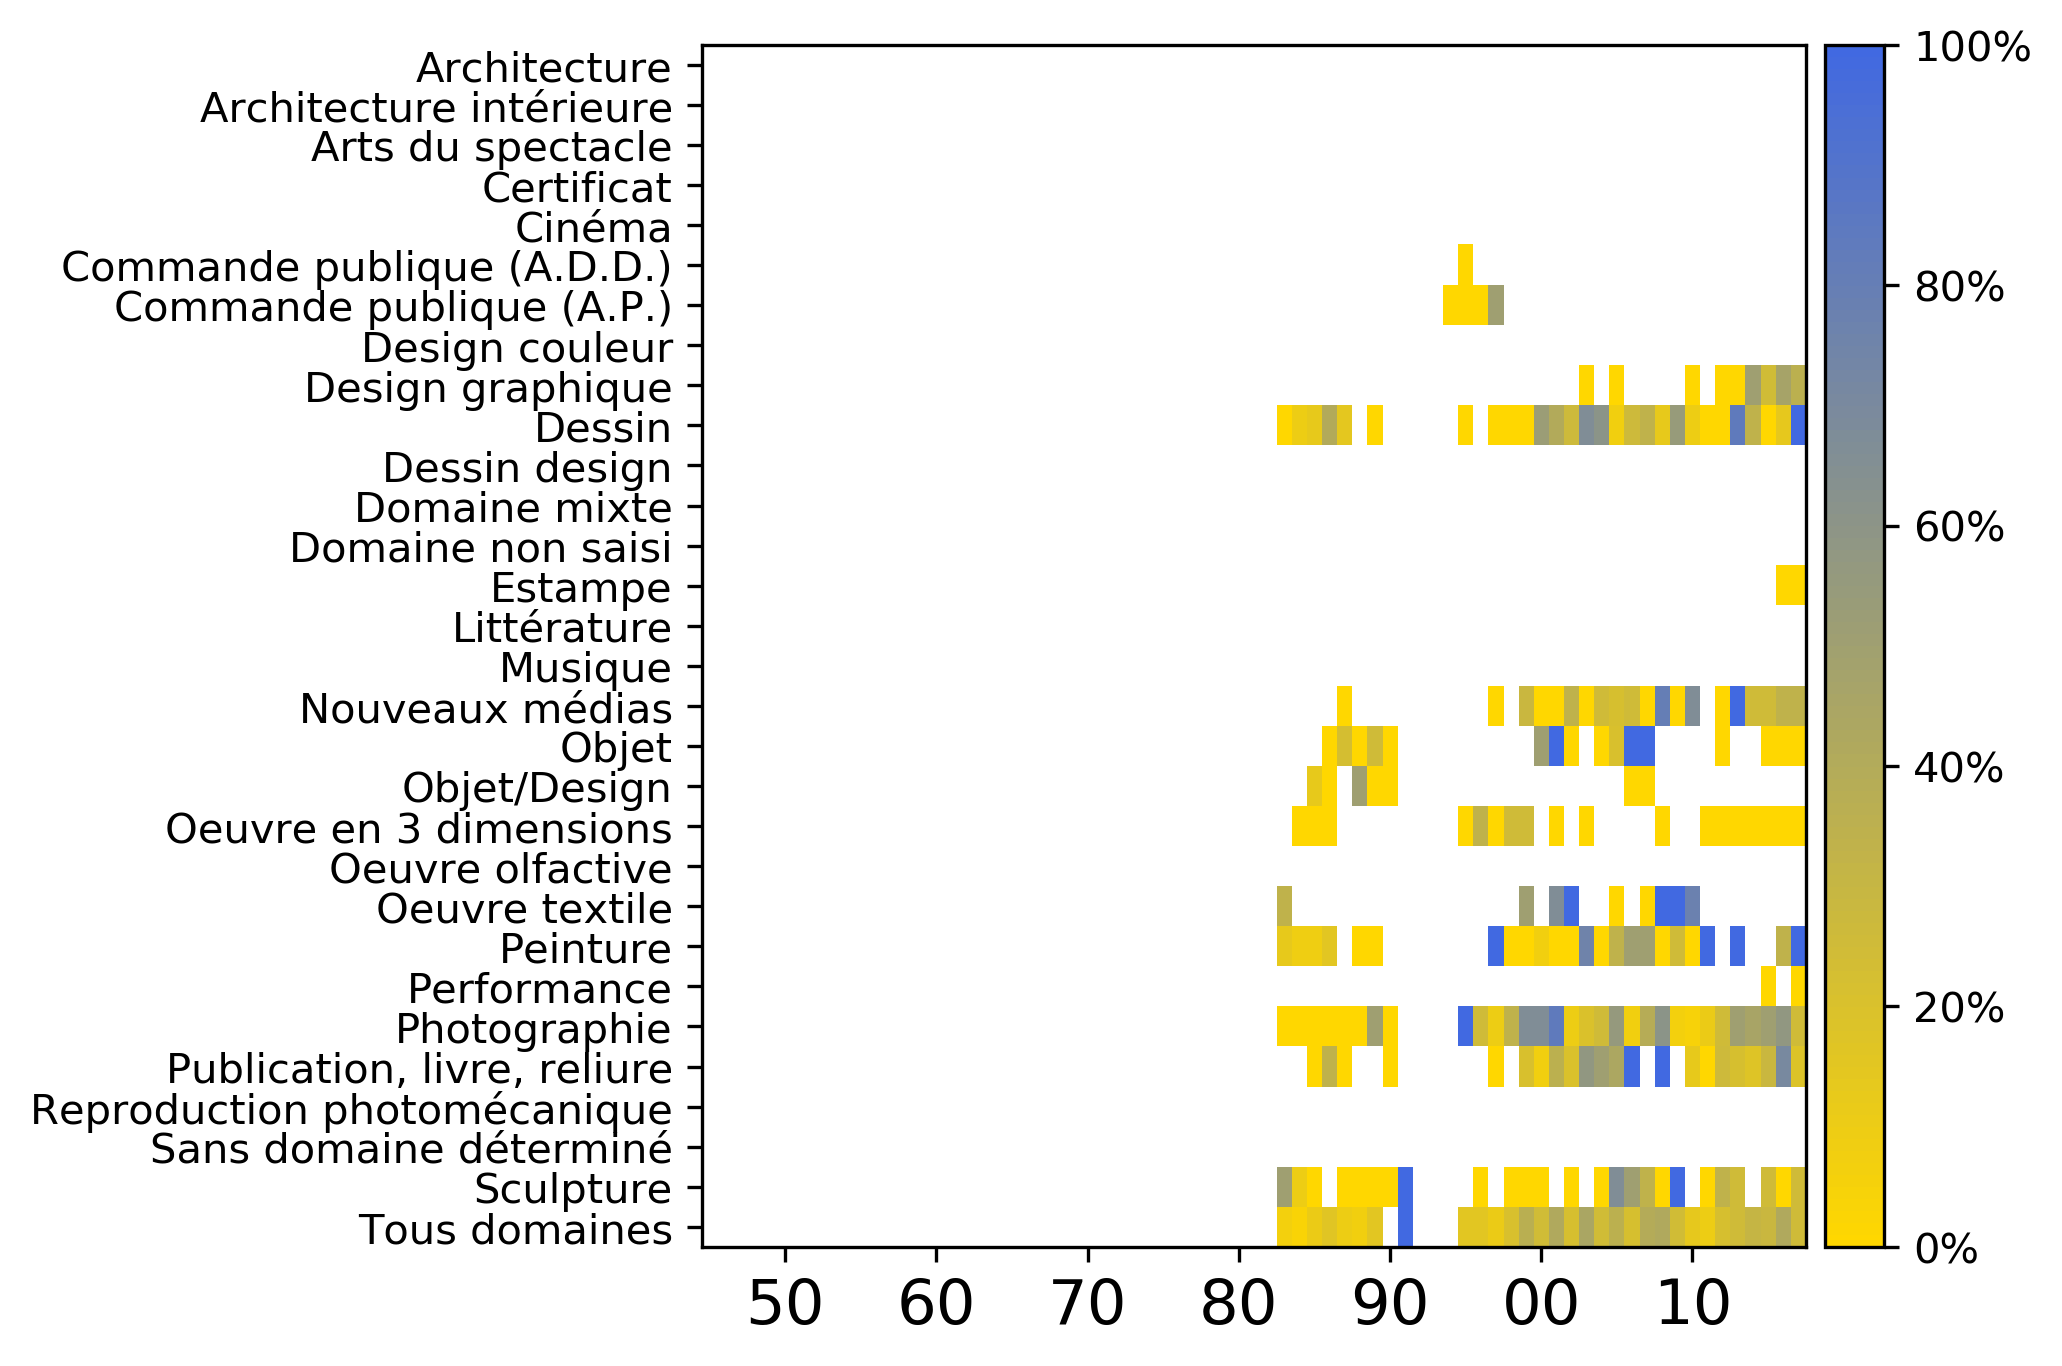 Architecture
Architecture intérieure
Arts du spectacle
Certificat
Cinéma
Commande publique (A.D.D.)
Commande publique (A.P.)
Design couleur
Design graphique
Dessin
Dessin design
Domaine mixte
Domaine non saisi
Estampe
Littérature
Musique
Nouveaux médias
Objet
Objet/Design
Oeuvre en 3 dimensions
Oeuvre olfactive
Oeuvre textile
Peinture
Performance
Photographie
Publication, livre, reliure
Reproduction photomécanique
Sans domaine déterminé
Sculpture
Tous domaines
50 60 70 80 90 00 10
100%
80%
60%
40%
20%
0%